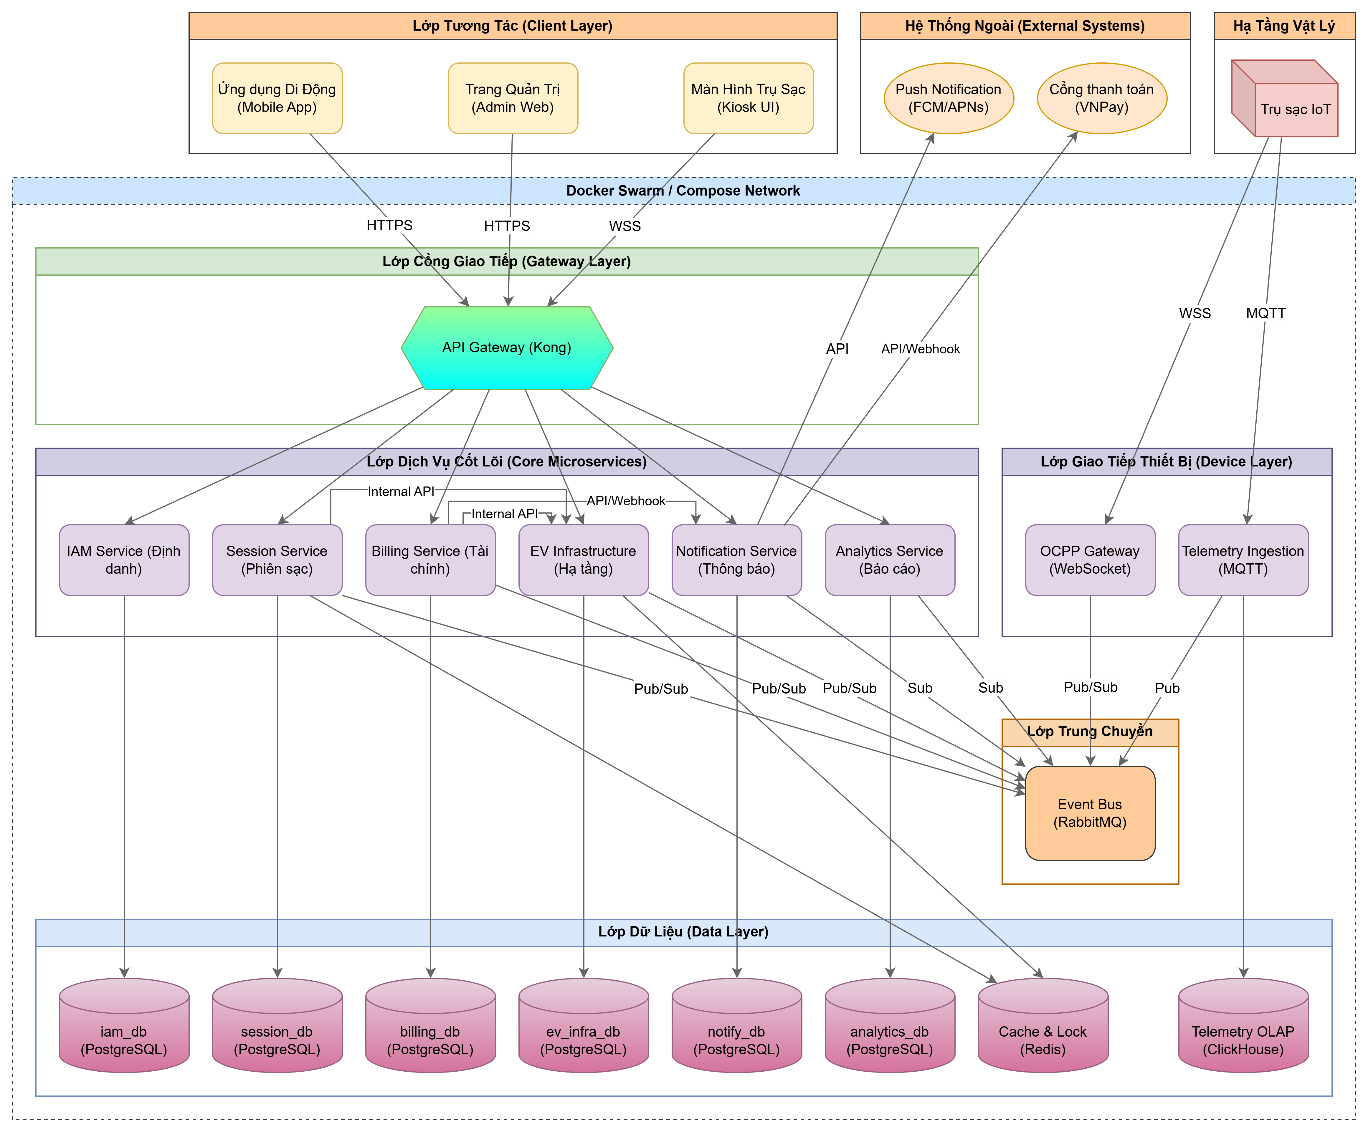 Lớp Tương Tác (Client Layer)
Hệ Thống Ngoài (External Systems)
Hạ Tầng Vật Lý
Ứng dụng Di Động
(Mobile App)
Trang Quản Trị
(Admin Web)
Màn Hình Trụ Sạc
(Kiosk UI)
Push Notification
(FCM/APNs)
Cổng thanh toán
(VNPay)
Trụ sạc IoT
Docker Swarm / Compose Network
HTTPS
HTTPS
WSS
Lớp Cổng Giao Tiếp (Gateway Layer)
WSS
MQTT
API Gateway (Kong)
API
API/Webhook
Lớp Dịch Vụ Cốt Lõi (Core Microservices)
Lớp Giao Tiếp Thiết Bị (Device Layer)
Internal API
API/Webhook
Internal API
IAM Service (Định
danh)
Session Service
(Phiên sạc)
Billing Service (Tài
chính)
EV Infrastructure
(Hạ tầng)
Notification Service
(Thông báo)
Analytics Service
(Báo cáo)
OCPP Gateway
(WebSocket)
Telemetry Ingestion
(MQTT)
Pub/Sub
Pub/Sub
Pub/Sub
Sub
Sub
Pub/Sub
Pub
Lớp Trung Chuyển
Event Bus
(RabbitMQ)
Lớp Dữ Liệu (Data Layer)
iam_db
(PostgreSQL)
session_db
(PostgreSQL)
billing_db
(PostgreSQL)
ev_infra_db
(PostgreSQL)
notify_db
(PostgreSQL)
analytics_db
(PostgreSQL)
Cache & Lock
(Redis)
Telemetry OLAP
(ClickHouse)